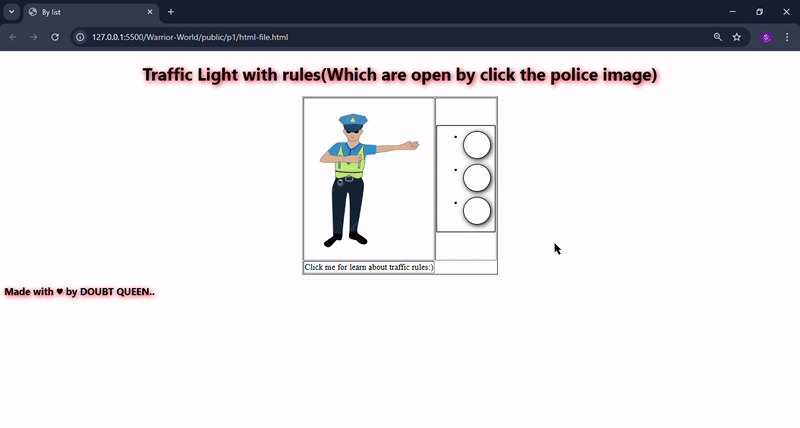 By list
127.0.0.1:5500/Warrior-World/public/p1/html-file.html
S
Traffic Light with rules(Which are open by click the police image)
Click me for learn about traffic rules:)
Made with ♥ by DOUBT QUEEN..